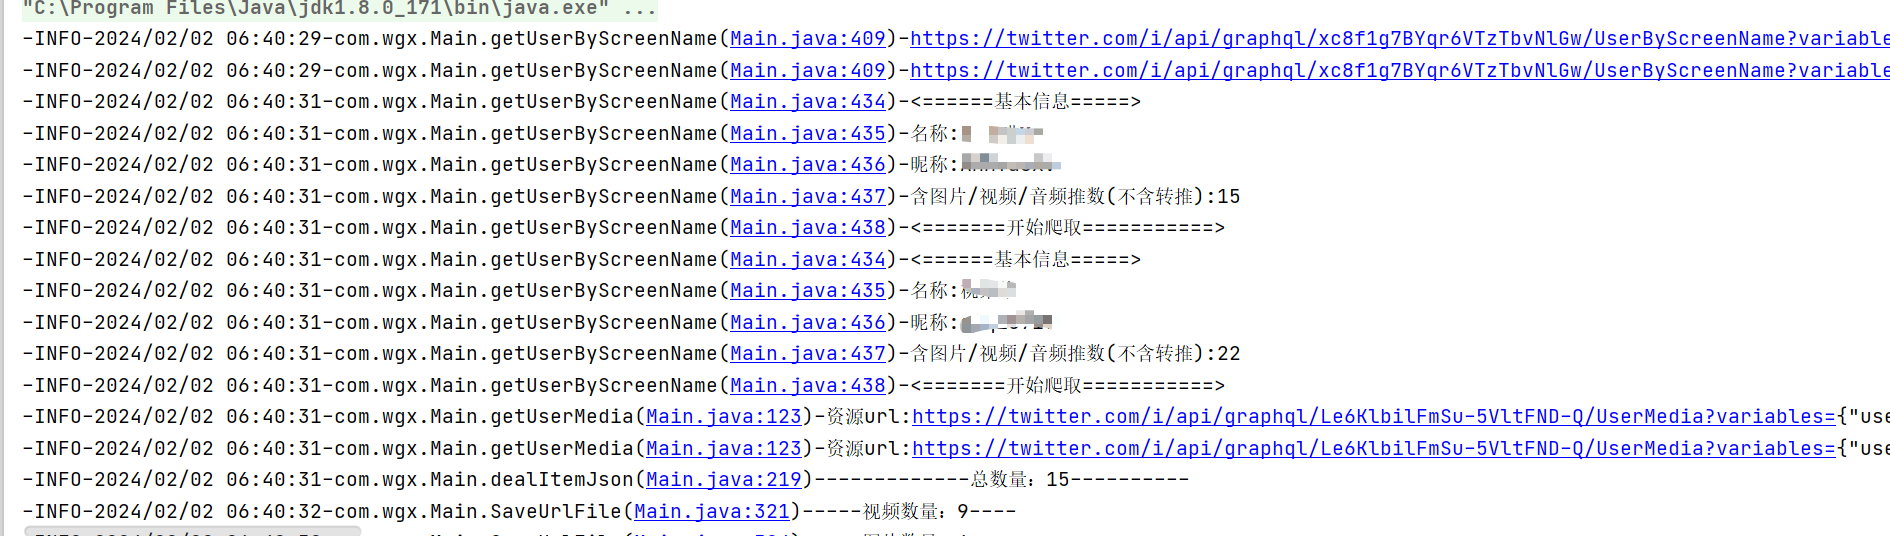 "C:\Program Files\Java\jdk1.8.0_171\bin\java.exe" ...
-INFO-2024/02/02 06:40:29-com.wgx.Main.getUserByScreenName(Main.java:409)-https://twitter.com/i/api/graphql/xc8f1g7BYqr6VTzTbvNlGw/UserByScreenName?variable
-INFO-2024/02/02 06:40:29-com.wgx.Main.getUserByScreenName(Main.java:409)-https://twitter.com/i/api/graphql/xc8f1g7BYqr6VTzTbvNlGw/UserByScreenName?variable
-INFO-2024/02/02 06:40:31-com.wgx.Main.getUserByScreenName(Main.java:434)-<======基本信息=====>
-INFO-2024/02/02 06:40:31-com.wgx.Main.getUserByScreenName(Main.java:435)-名称:
-INFO-2024/02/02 06:40:31-com.wgx.Main.getUserByScreenName(Main.java:436)-昵称:
-INFO-2024/02/02 06:40:31-com.wgx.Main.getUserByScreenName(Main.java:437)-含图片/视频/音频推数(不含转推):15
-INFO-2024/02/02 06:40:31-com.wgx.Main.getUserByScreenName(Main.java:438)-<=======开始爬取===========>
-INFO-2024/02/02 06:40:31-com.wgx.Main.getUserByScreenName(Main.java:434)-<======基本信息=====>
-INFO-2024/02/02 06:40:31-com.wgx.Main.getUserByScreenName(Main.java:435)-名称:
-INFO-2024/02/02 06:40:31-com.wgx.Main.getUserByScreenName(Main.java:436)-昵称:
-INFO-2024/02/02 06:40:31-com.wgx.Main.getUserByScreenName(Main.java:437)-含图片/视频/音频推数(不含转推):22
-INFO-2024/02/02 06:40:31-com.wgx.Main.getUserByScreenName(Main.java:438)-<=======开始爬取===========>
-INFO-2024/02/02 06:40:31-com.wgx.Main.getUserMedia(Main.java:123)-资源url:https://twitter.com/i/api/graphql/Le6KlbilFmSu-5VltFND-Q/UserMedia?variables={"use
-INFO-2024/02/02 06:40:31-com.wgx.Main.getUserMedia(Main.java:123)-资源url:https://twitter.com/i/api/graphql/Le6KlbilFmSu-5VltFND-Q/UserMedia?variables={"use
-INFO-2024/02/02 06:40:31-com.wgx.Main.dealItemJson(Main.java:219)-------------总数量：15----------
-INFO-2024/02/02 06:40:32-com.wgx.Main.SaveUrlFile(Main.java:321)-----视频数量：9----